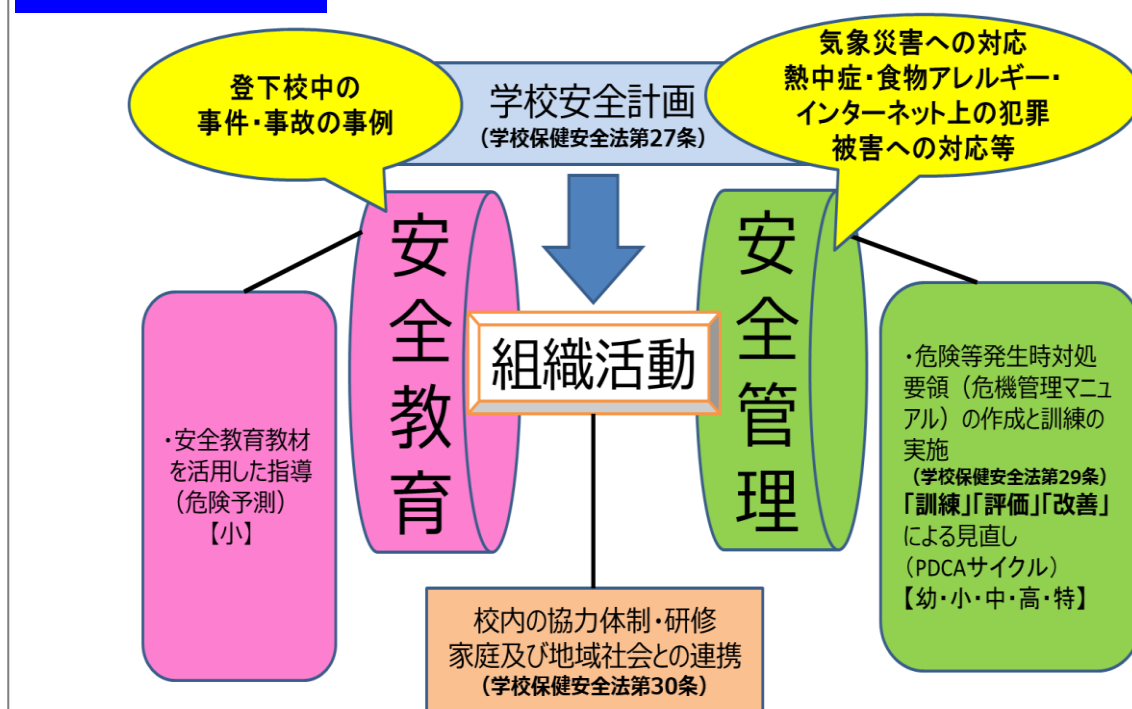 登下校中の
事件・事故の事例
学校安全計画
(学校保健安全法第27条)
気象災害への対応
熱中症・食物アレルギー・
インターネット上の犯罪
被害への対応等
安全教育
組織活動
安全管理
・安全教育教材
を活用した指導
(危険予測)
【小】
・危険等発生時対処
要領（危機管理マニュ
アル）の作成と訓練の
実施
(学校保健安全法第29条)
「訓練」「評価」「改善」
による見直し
(PDCAサイクル)
【幼・小・中・高・特】
校内の協力体制・研修
家庭及び地域社会との連携
(学校保健安全法第30条)